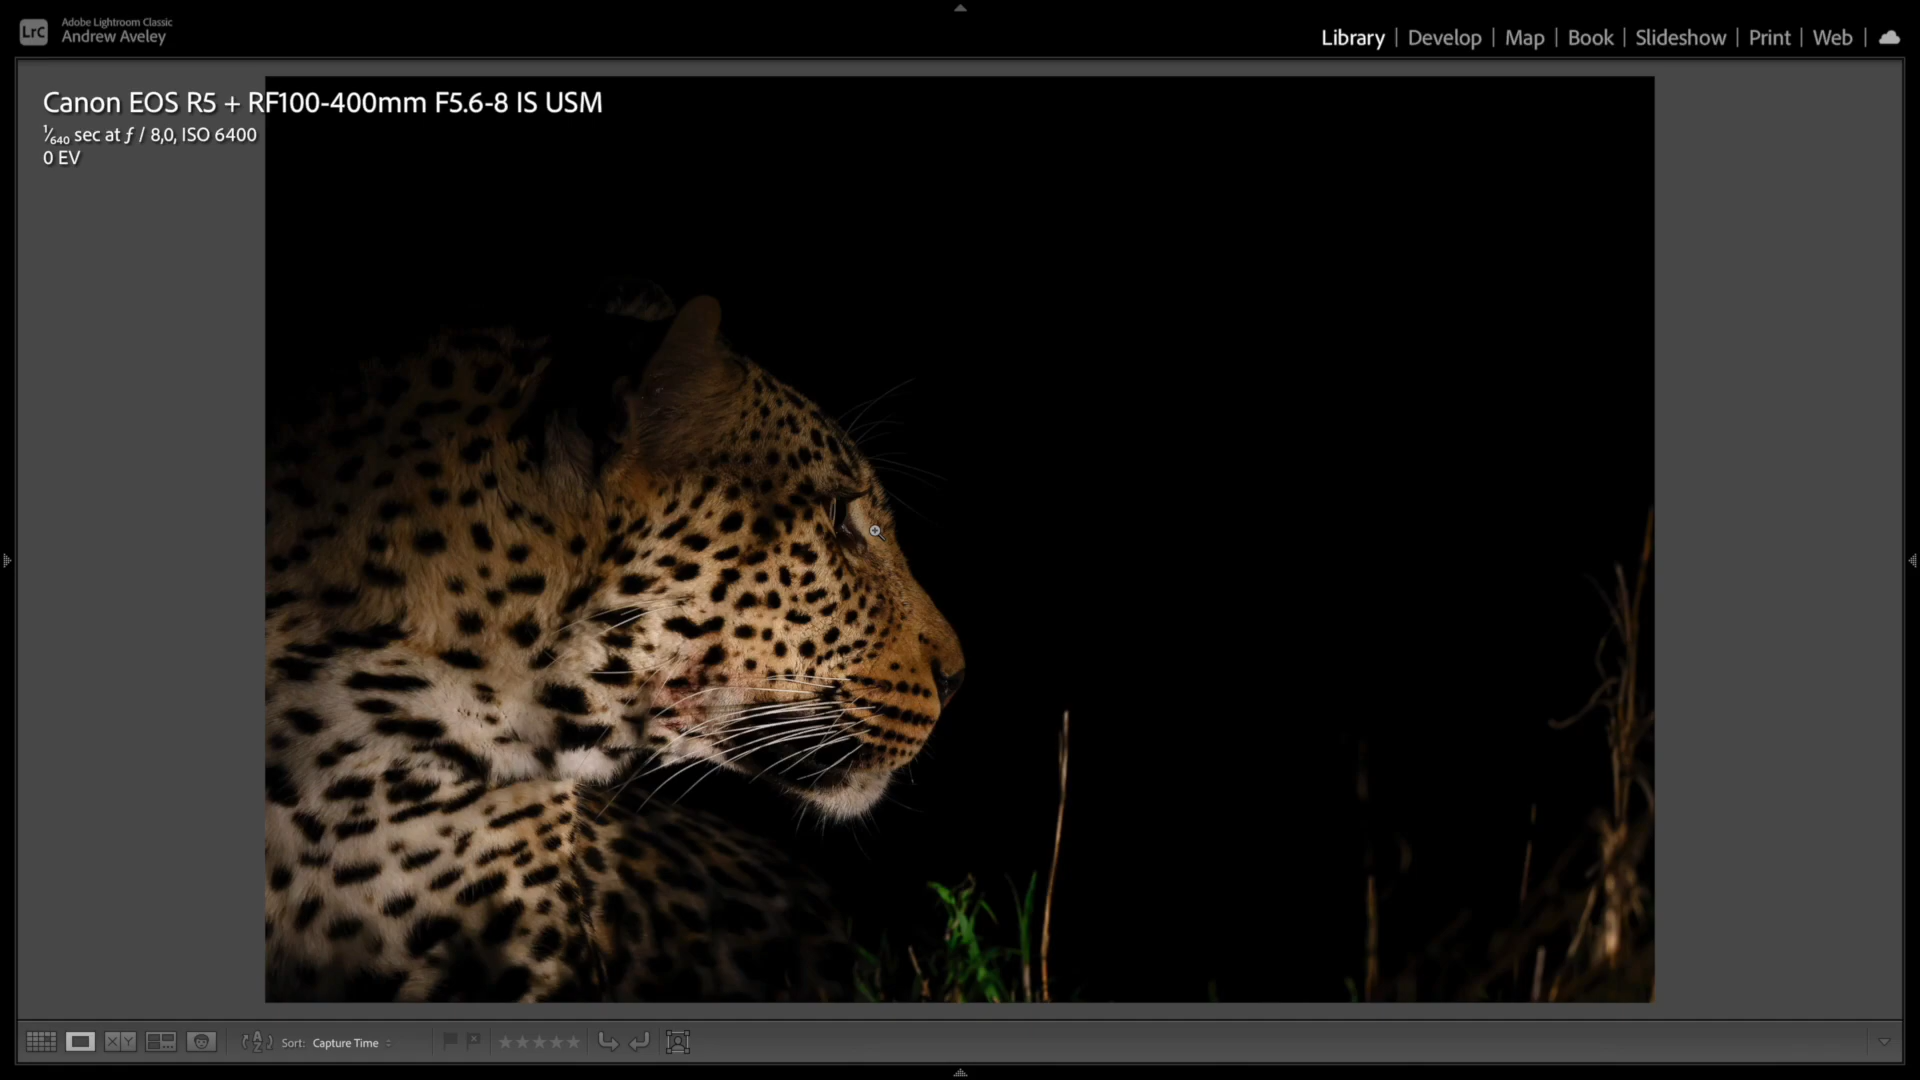 LrC
Adobe Lightroom Classic
Andrew Aveley
Library | Develop | Map | Book | Slideshow | Print | Web |
Canon EOS R5 + RF100-400mm F5.6-8 IS USM
1/640 sec at ƒ / 8,0, ISO 6400
0 EV
X Y
A Z
Sort: Capture Time